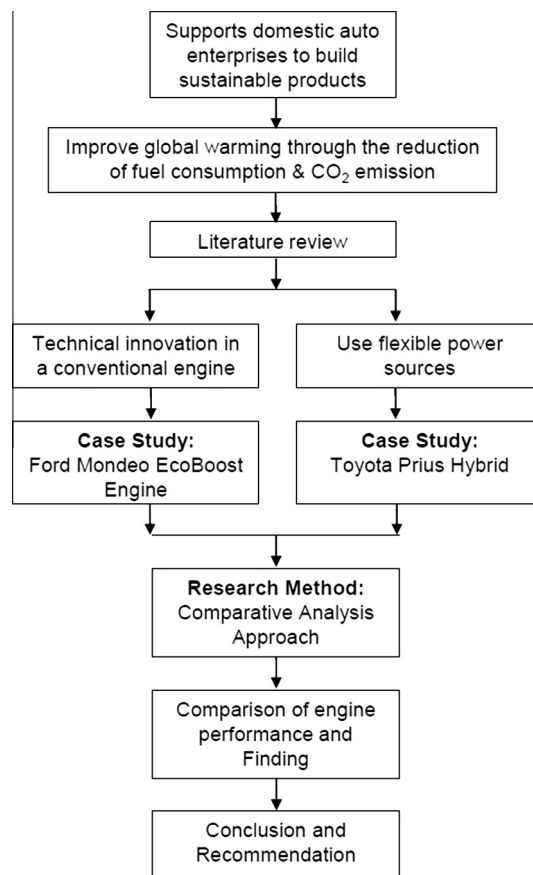 Supports domestic auto
enterprises to build
sustainable products
Improve global warming through the reduction
of fuel consumption & CO₂ emission
Literature review
Technical innovation in
a conventional engine
Use flexible power
sources
Case Study:
Ford Mondeo EcoBoost
Engine
Case Study:
Toyota Prius Hybrid
Research Method:
Comparative Analysis
Approach
Comparison of engine
performance and
Finding
Conclusion and
Recommendation